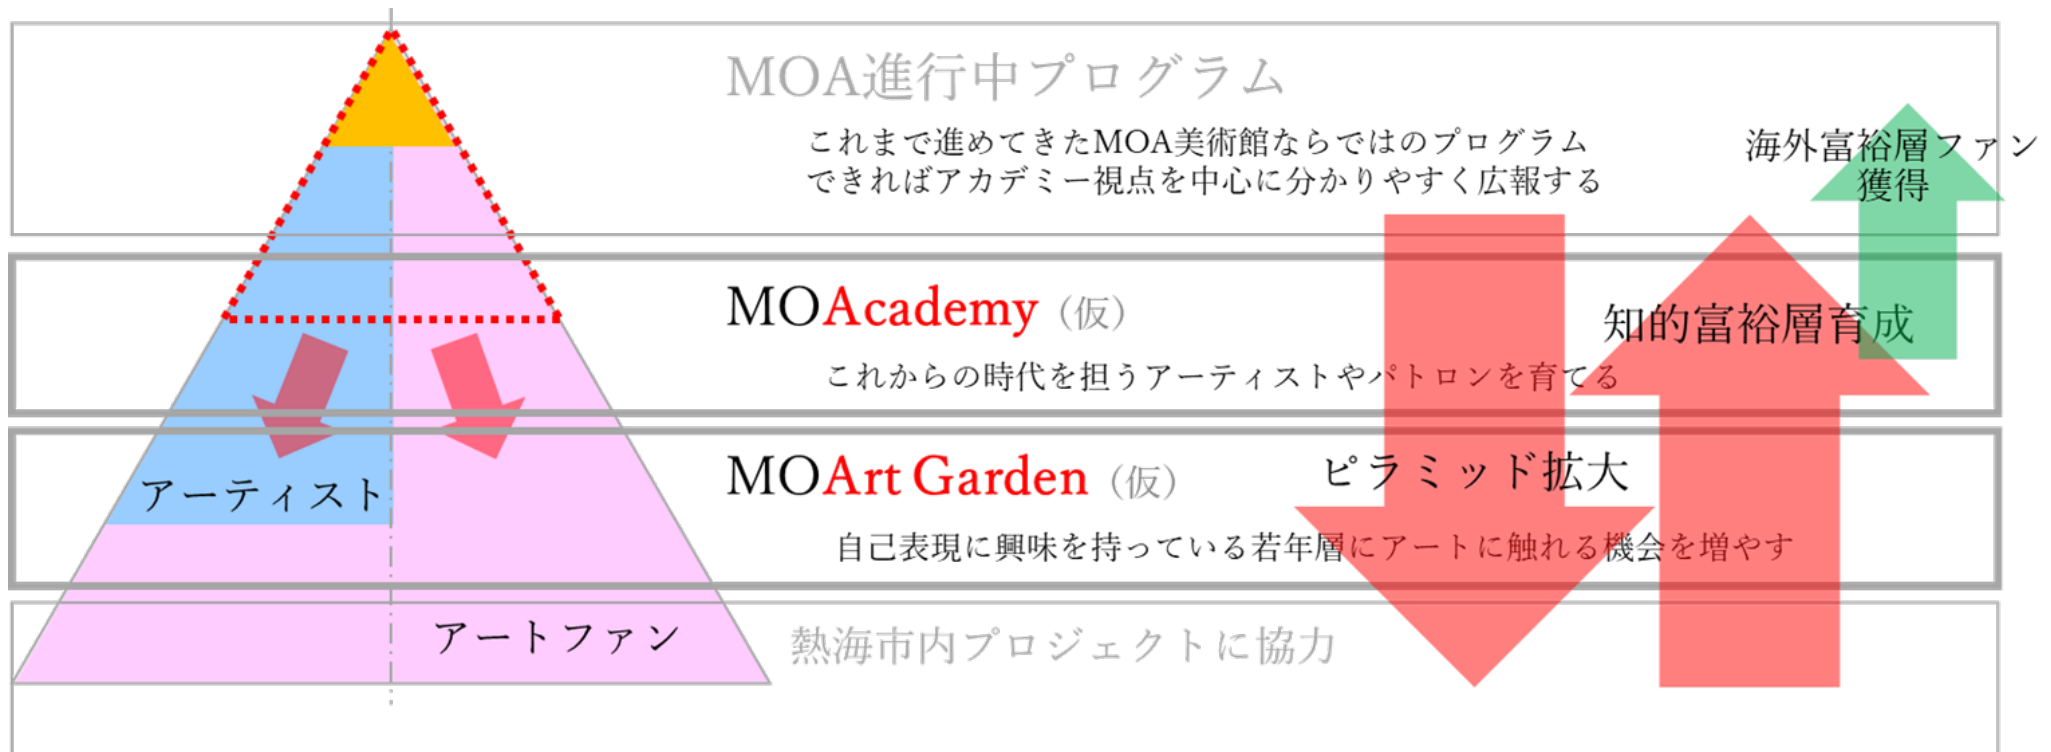 MOA進行中プログラム
これまで進めてきたMOA美術館ならではのプログラム
できればアカデミー視点を中心に分かりやすく広報する
海外富裕層ファン
獲得
MOAcademy（仮）
知的富裕層育成
これからの時代を担うアーティストやパトロンを育てる
MOArt Garden（仮）
ピラミッド拡大
アーティスト
自己表現に興味を持っている若年層にアートに触れる機会を増やす
アートファン
熱海市内プロジェクトに協力